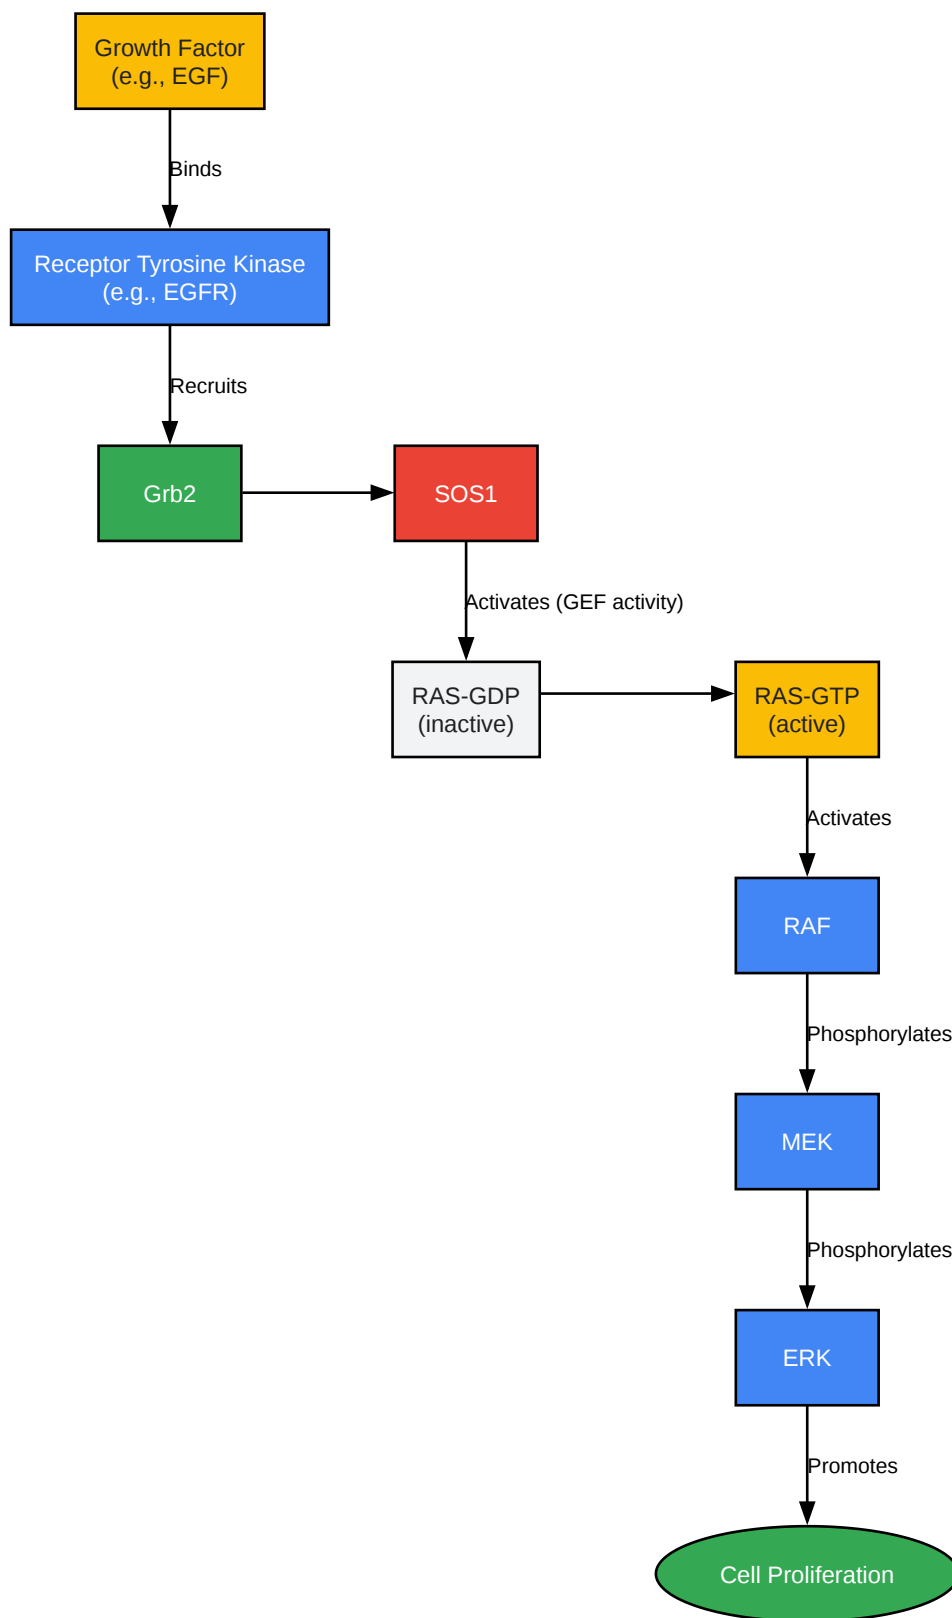 Growth Factor
(e.g., EGF)
Binds
Receptor Tyrosine Kinase
(e.g., EGFR)
Recruits
Grb2
SOS1
Activates (GEF activity)
RAS-GDP
(inactive)
RAS-GTP
(active)
Activates
RAF
Phosphorylates
MEK
Phosphorylates
ERK
Promotes
Cell Proliferation